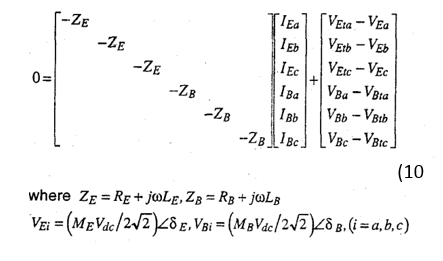 0 = [ -Z_E ] [ I_Ea ] + [ V_Eta − V_Ea ]
[ -Z_E ] [ I_Eb ] [ V_Etb − V_Eb ]
[ -Z_E ] [ I_Ec ] [ V_Etc − V_Ec ]
[ -Z_B ] [ I_Ba ] [ V_Ba − V_Bta ]
[ -Z_B ] [ I_Bb ] [ V_Bb − V_Btb ]
[ -Z_B ] [ I_Bc ] [ V_Bc − V_Btc ]
(10
where Z_E = R_E + jωL_E, Z_B = R_B + jωL_B
V_Ei = (M_E V_dc/2√2)∠δ_E, V_Bi = (M_B V_dc/2√2)∠δ_B, (i = a, b, c)